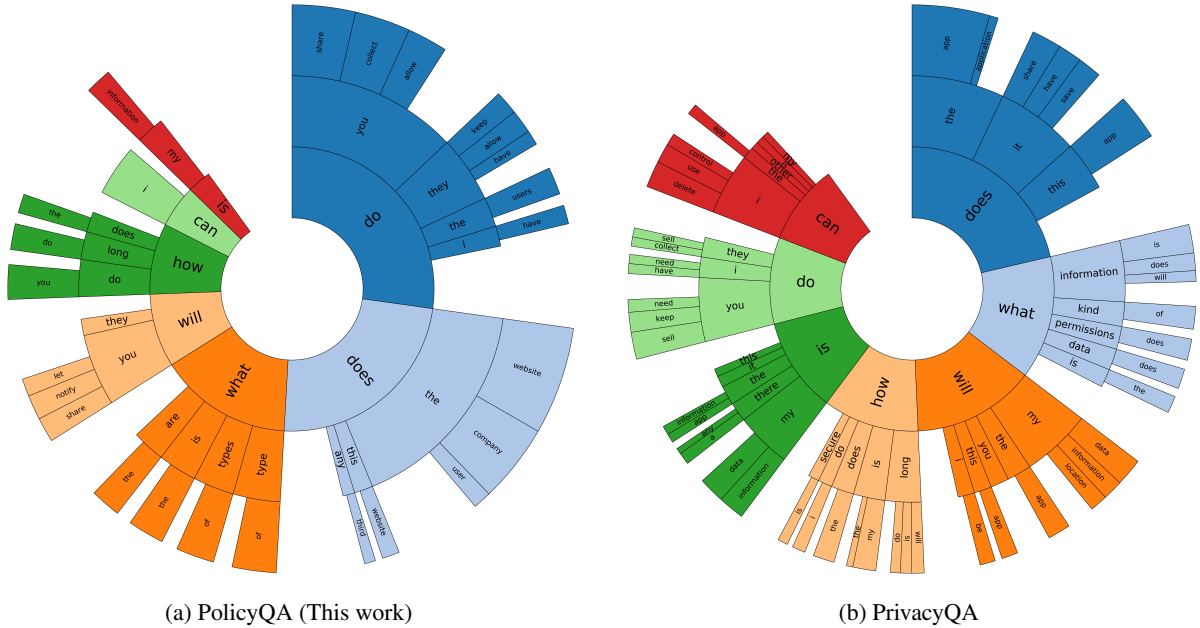 do
you
share
collect
allow
they
keep
allow
have
the
users
i
have
does
the
website
company
user
this
website
any
third
what
type
of
types
of
is
the
are
the
will
you
share
notify
let
they
how
do
you
long
do
does
the
can
i
is
my
information
(a) PolicyQA (This work)
does
the
app
application
it
share
have
save
this
app
what
information
is
does
will
kind
of
permissions
does
data
does
is
the
will
my
data
information
location
the
app
you
this
app
i
be
how
long
will
is
do
is
my
the
does
the
do
i
secure
is
is
my
information
data
there
a
any
the
app
information
it
this
do
you
sell
keep
need
i
have
need
they
collect
sell
can
i
delete
use
control
the
app
other
my
(b) PrivacyQA